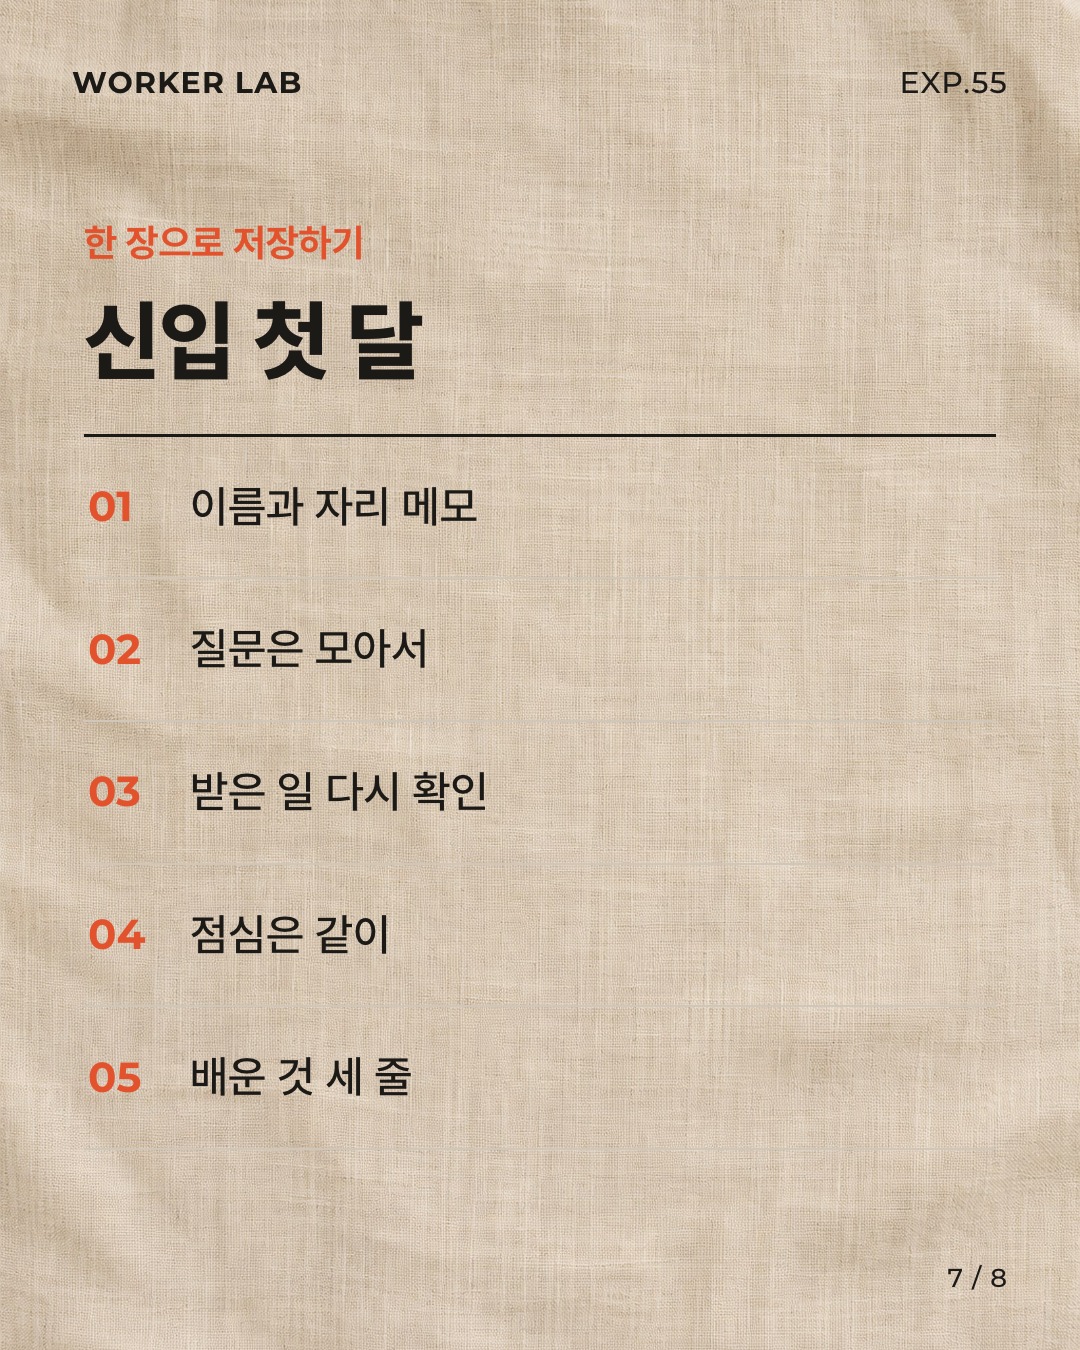 WORKER LAB
EXP.55
한 장으로 저장하기
신입 첫 달
01 이름과 자리 메모
02 질문은 모아서
03 받은 일 다시 확인
04 점심은 같이
05 배운 것 세 줄
7 / 8